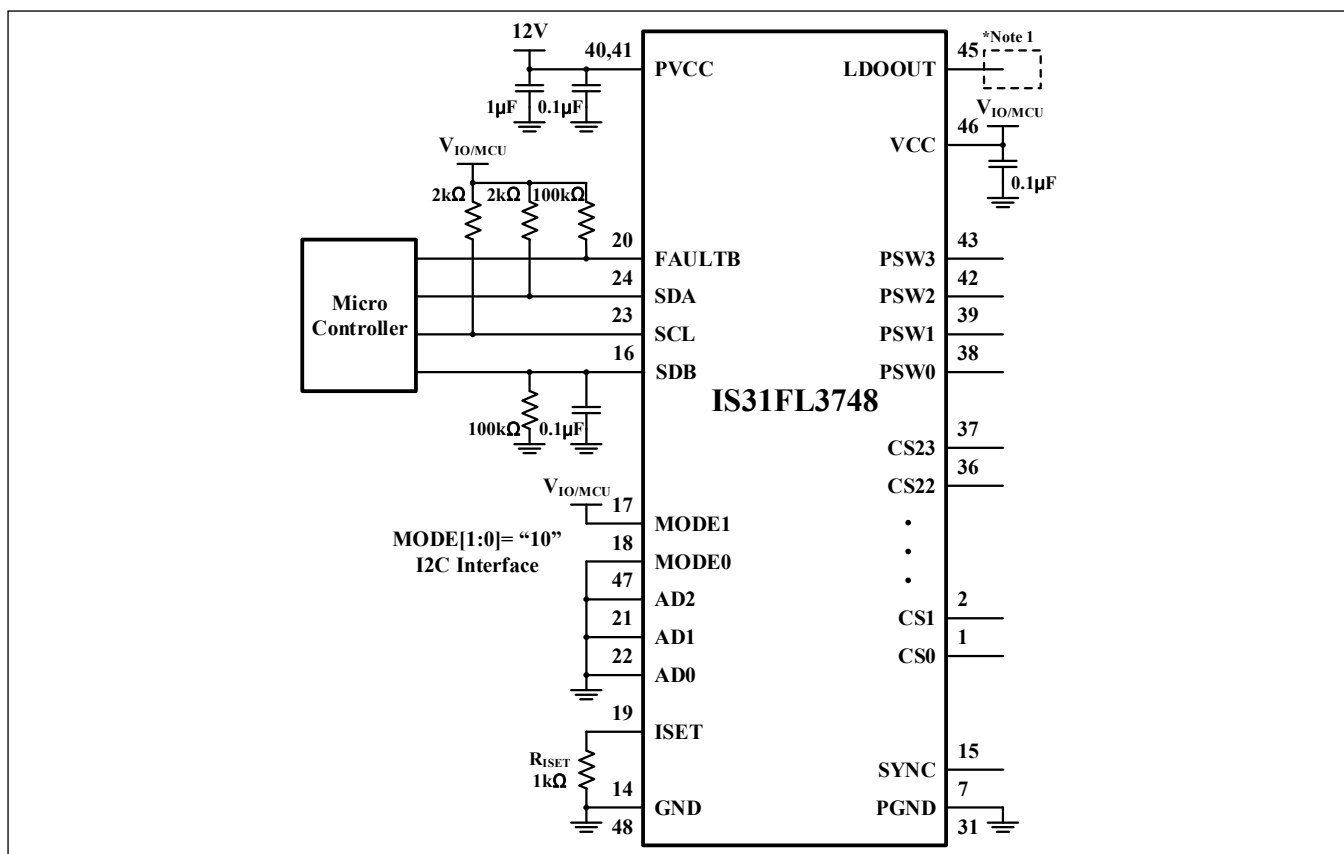 12V
40,41
PVCC
1µF
0.1µF
V_IO/MCU
2kΩ
2kΩ
100kΩ
20
FAULTB
24
SDA
23
SCL
16
SDB
Micro
Controller
100kΩ
0.1µF
V_IO/MCU
17
MODE1
MODE[1:0]= “10”
I2C Interface
18
MODE0
47
AD2
21
AD1
22
AD0
19
ISET
R_ISET
1kΩ
14
GND
48
IS31FL3748
*Note 1
45
LDOOUT
V_IO/MCU
46
VCC
0.1µF
43
PSW3
42
PSW2
39
PSW1
38
PSW0
37
CS23
36
CS22
2
CS1
1
CS0
15
SYNC
7
PGND
31